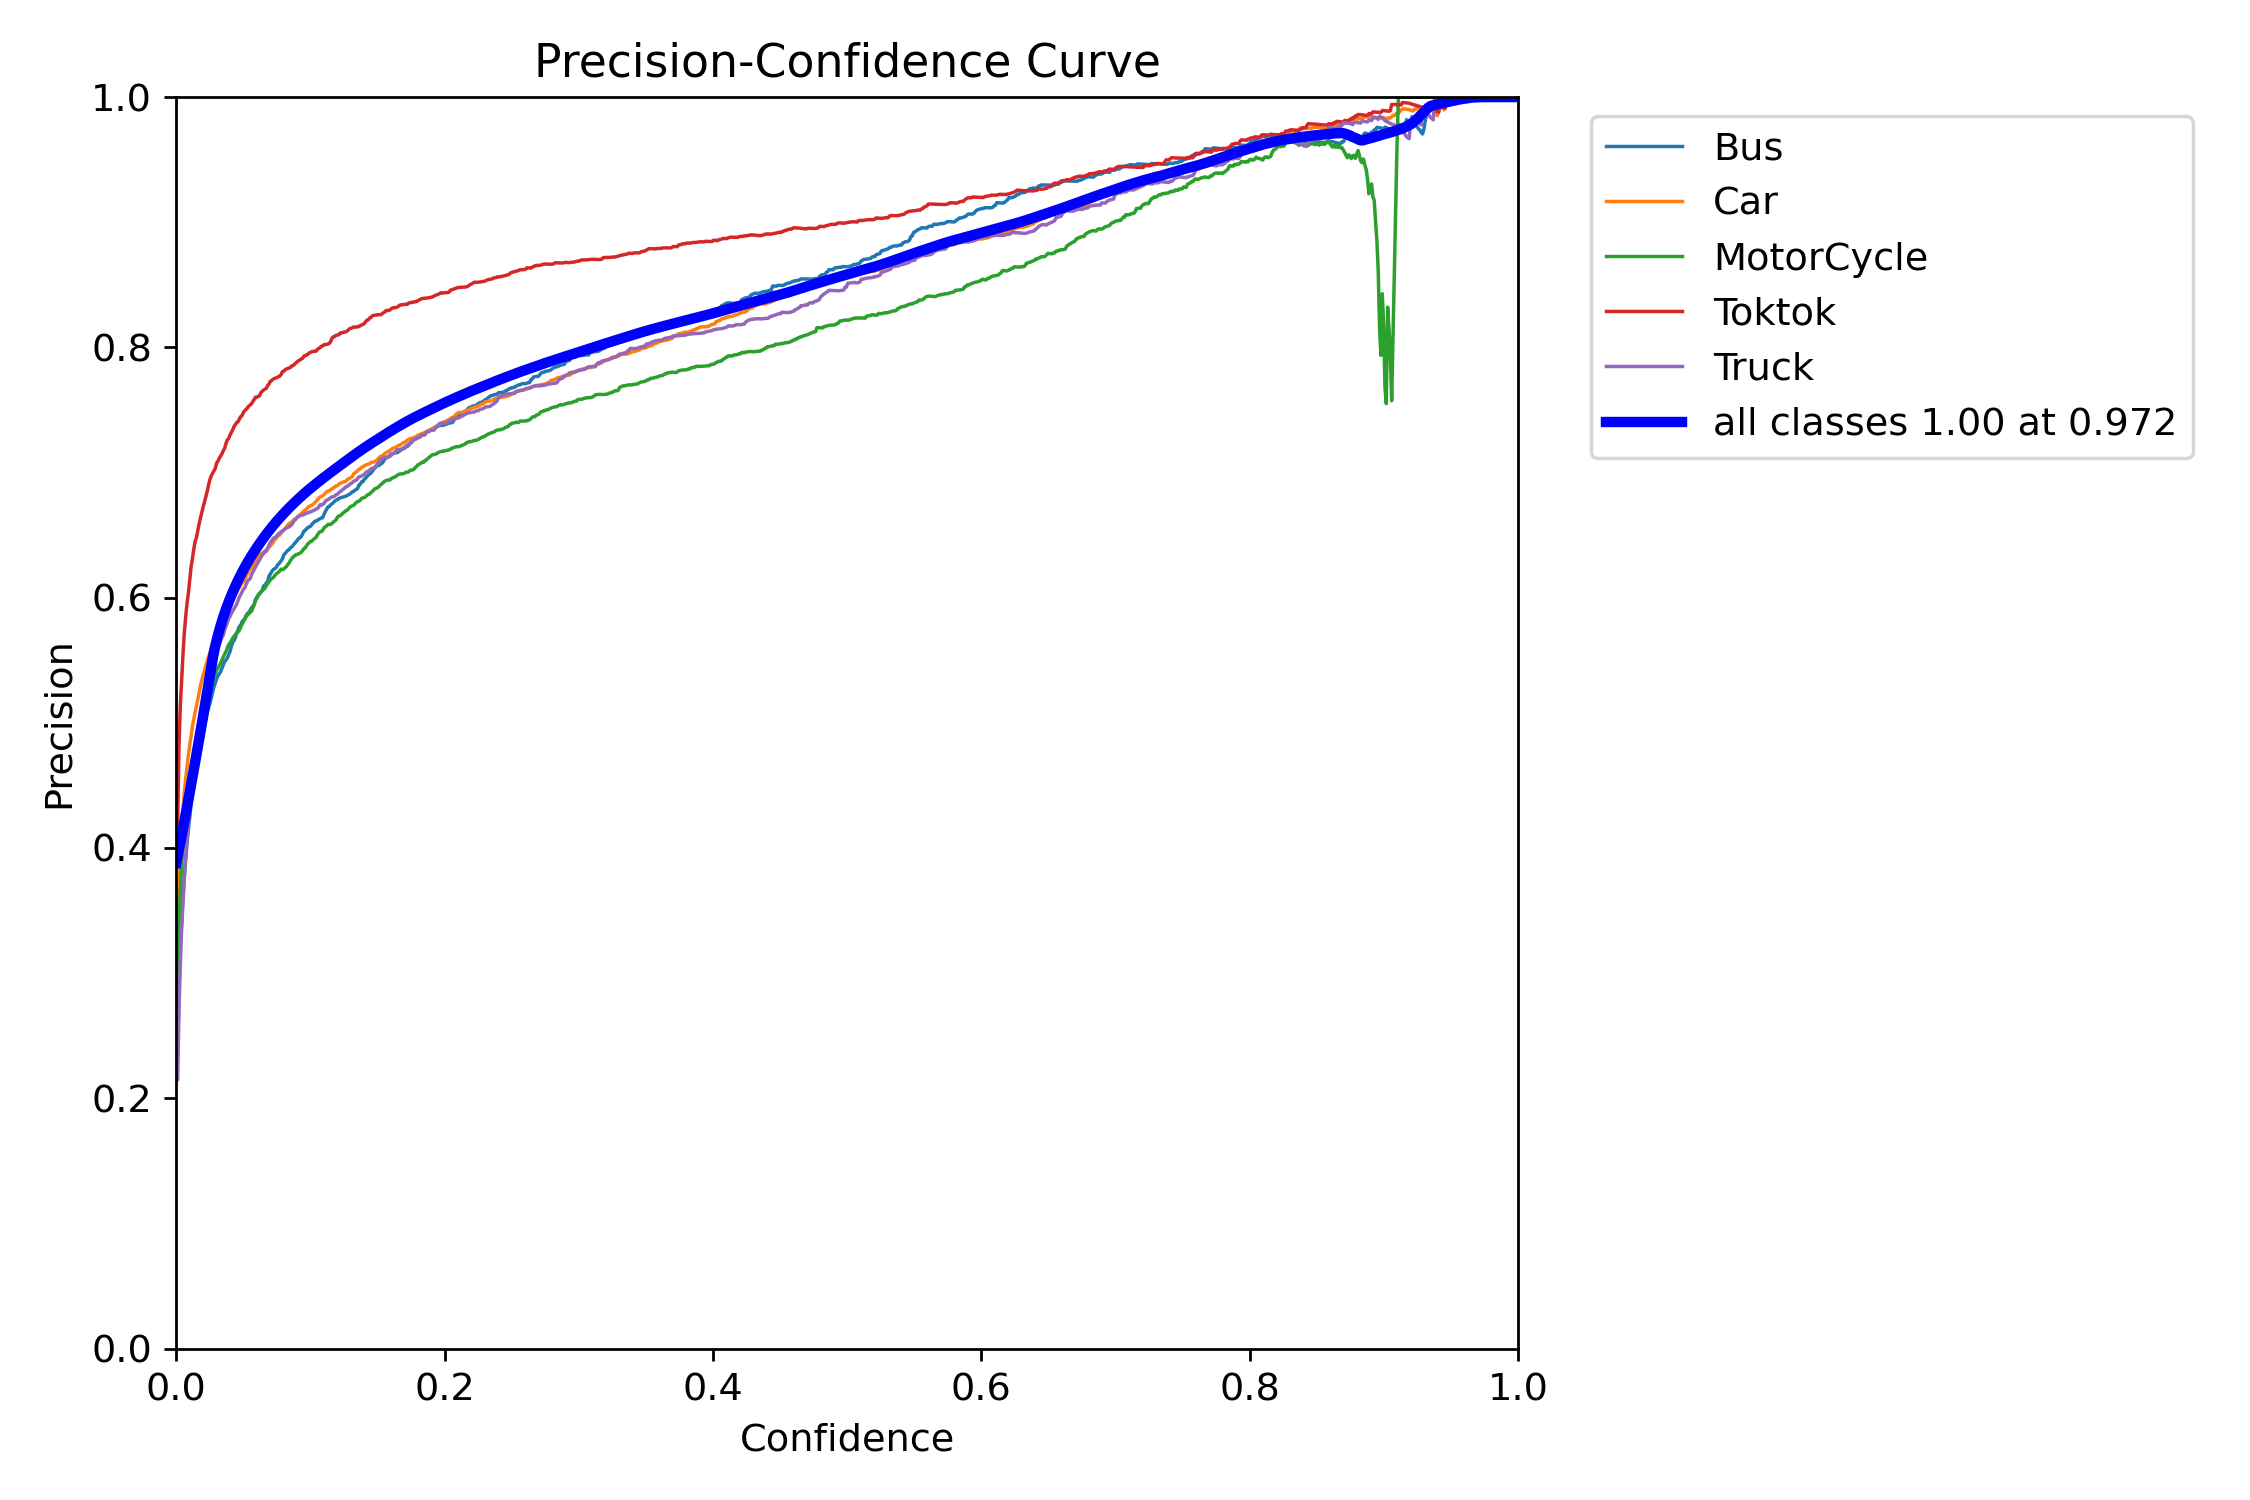 Precision-Confidence Curve
1.0
0.8
0.6
0.4
0.2
0.0
Precision
0.0 0.2 0.4 0.6 0.8 1.0
Confidence
Bus
Car
MotorCycle
Toktok
Truck
all classes 1.00 at 0.972